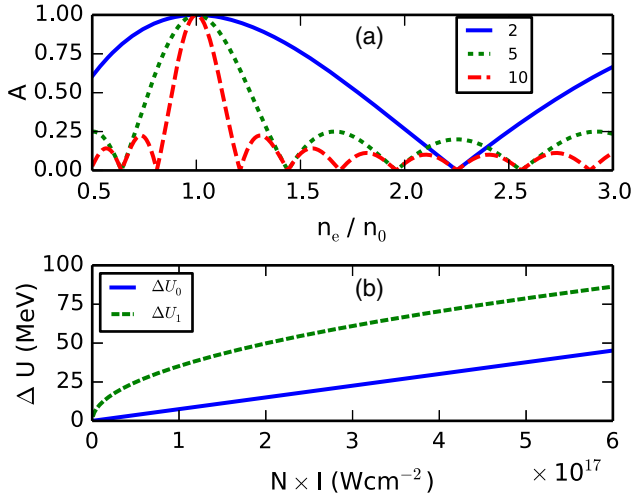 1.00
0.75
0.50
0.25
0.00
A
(a)
2
5
10
0.5 1.0 1.5 2.0 2.5 3.0
n_e / n_0
100
75
50
25
0
Δ U (MeV)
(b)
ΔU_0
ΔU_1
0 1 2 3 4 5 6
N × I (Wcm⁻²)
× 10¹⁷